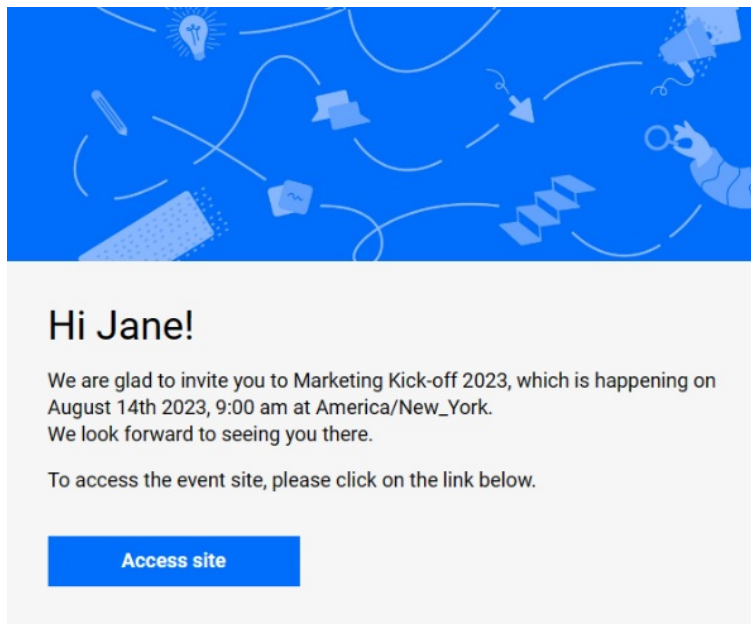 Hi Jane!
We are glad to invite you to Marketing Kick-off 2023, which is happening on
August 14th 2023, 9:00 am at America/New_York.
We look forward to seeing you there.
To access the event site, please click on the link below.
Access site